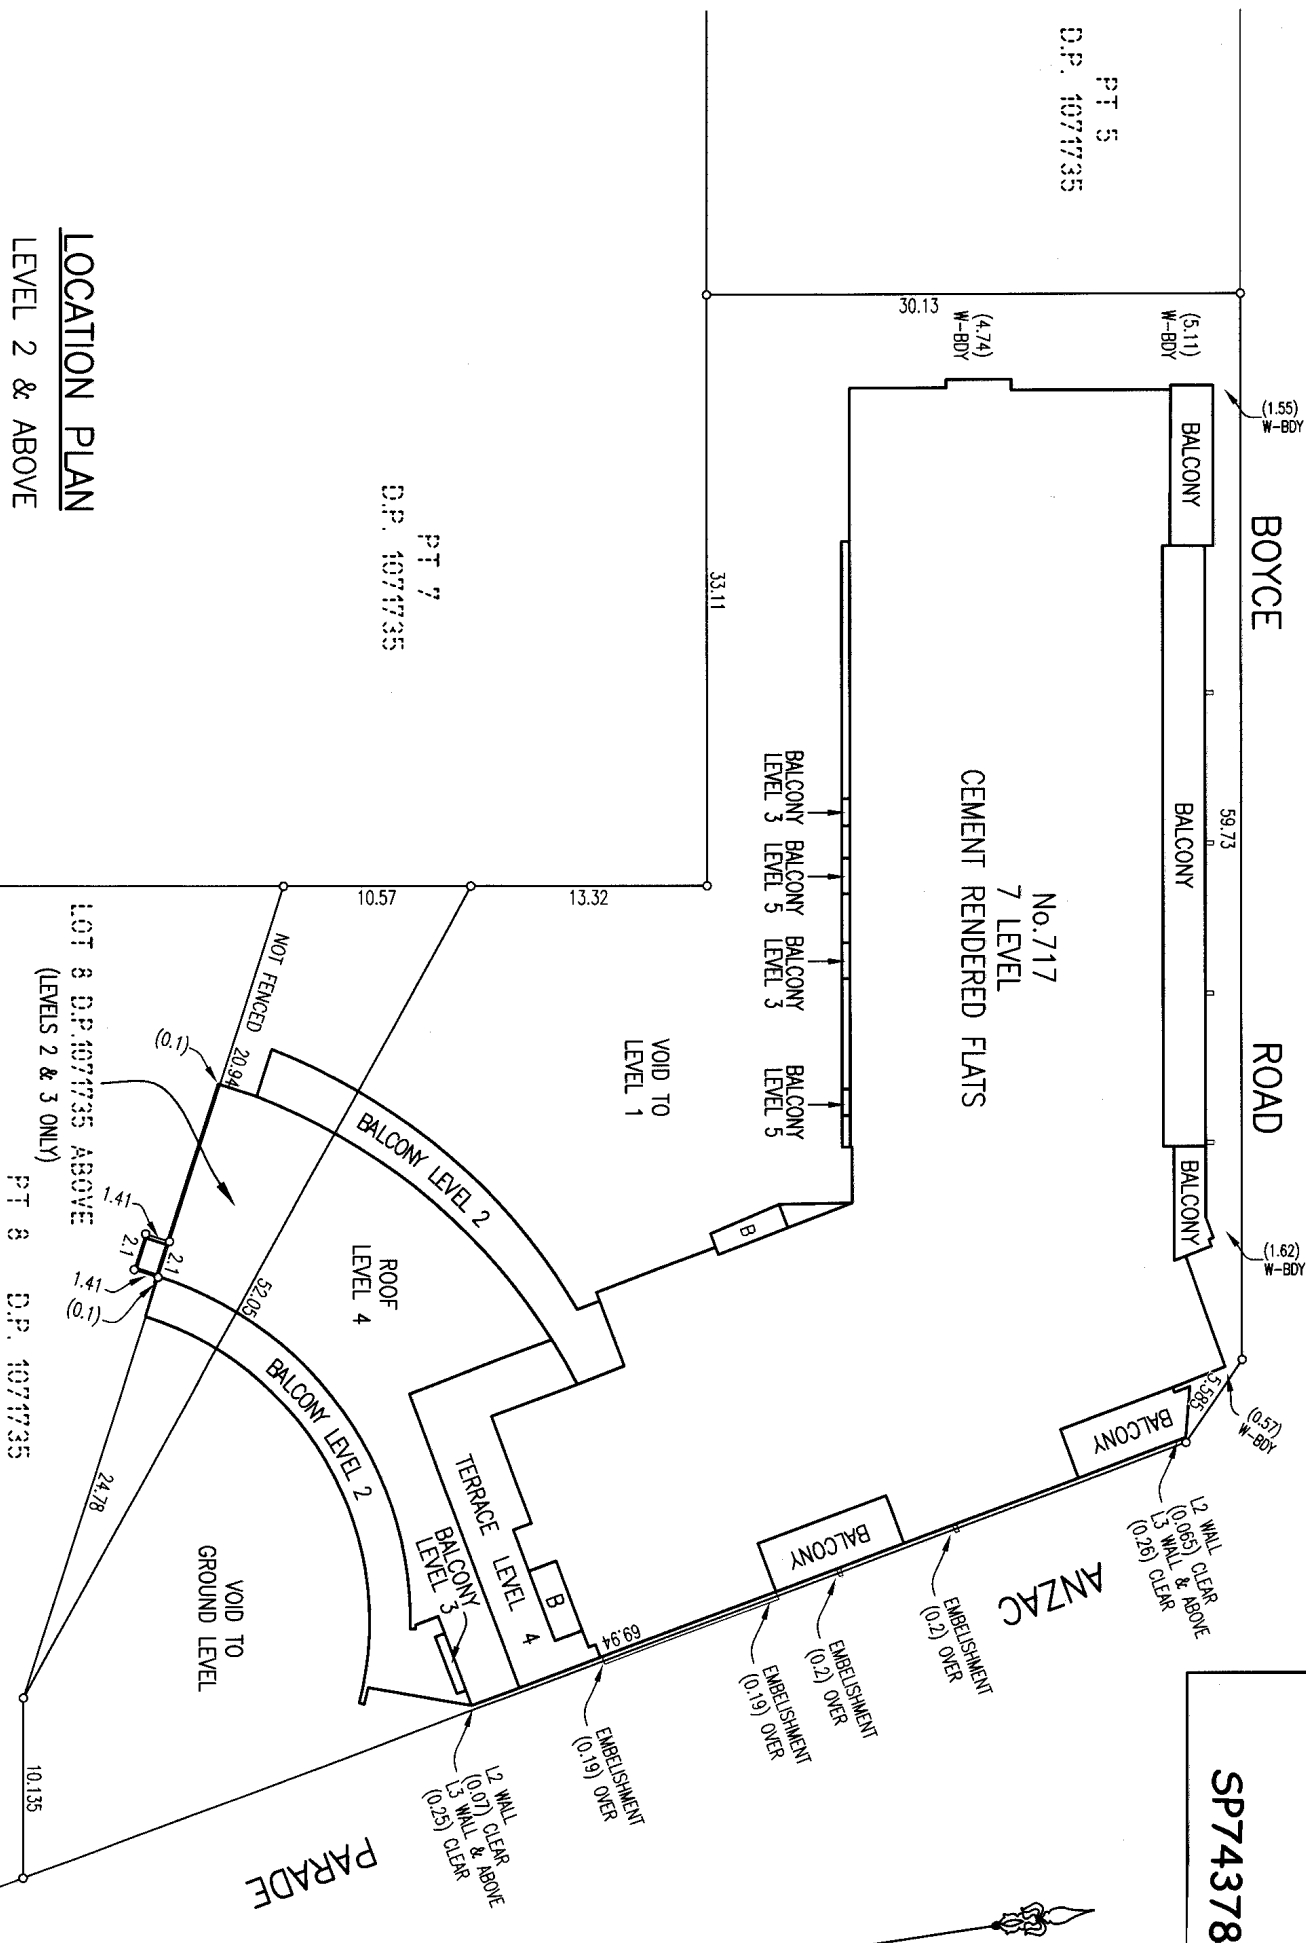 SP74378
BOYCE ROAD
ANZAC PARADE
PT 5
D.P. 1071735
30.13
(4.74)
W-BDY
(5.11)
W-BDY
(1.55)
W-BDY
BALCONY
BALCONY
BALCONY
59.73
(1.62)
W-BDY
(0.57)
W-BDY
5.585
No.717
7 LEVEL
CEMENT RENDERED FLATS
BALCONY
LEVEL 3
BALCONY
LEVEL 5
BALCONY
LEVEL 3
BALCONY
LEVEL 5
33.11
PT 7
D.P. 1071735
13.32
10.57
VOID TO
LEVEL 1
B
BALCONY
BALCONY
L2 WALL
(0.065) CLEAR
L3 WALL & ABOVE
(0.26) CLEAR
EMBELISHMENT
(0.2) OVER
EMBELISHMENT
(0.2) OVER
EMBELISHMENT
(0.19) OVER
EMBELISHMENT
(0.19) OVER
69.94
L2 WALL
(0.07) CLEAR
L3 WALL & ABOVE
(0.25) CLEAR
NOT FENCED
20.94
(0.1)
BALCONY LEVEL 2
ROOF
LEVEL 4
52.05
TERRACE LEVEL 4
B
BALCONY
LEVEL 3
BALCONY LEVEL 2
1.41
2.1
2.1
1.41
(0.1)
LOT 8 D.P.1071735 ABOVE
(LEVELS 2 & 3 ONLY)
PT 8 D.P. 1071735
24.78
VOID TO
GROUND LEVEL
10.135
LOCATION PLAN
LEVEL 2 & ABOVE